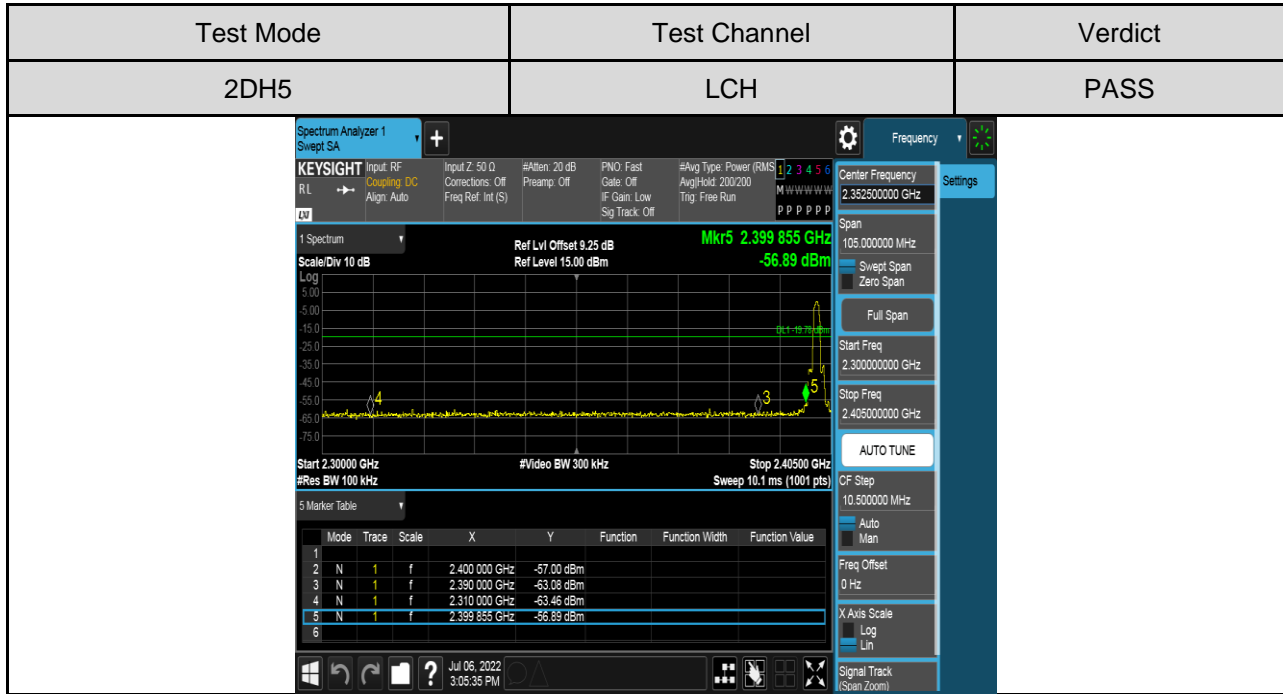 Test Mode Test Channel Verdict
2DH5 LCH PASS
Spectrum Analyzer 1
Swept SA
+
Frequency
KEYSIGHT Input: RF Input Z: 50 Ω #Atten: 20 dB PNO: Fast #Avg Type: Power (RMS 1 2 3 4 5 6
RL Coupling: DC Corrections: Off Preamp: Off Gate: Off Avg|Hold: 200/200 M W W W W W
Align: Auto Freq Ref: Int (S) IF Gain: Low Trig: Free Run
LXI Sig Track: Off P P P P P P
1 Spectrum Ref Lvl Offset 9.25 dB Mkr5 2.399 855 GHz
Scale/Div 10 dB Ref Level 15.00 dBm -56.89 dBm
Log
5.00
-5.00
-15.0 DL1 -19.78 dBm
-25.0
-35.0
-45.0
-55.0 4 3 5
-65.0
-75.0
Start 2.30000 GHz #Video BW 300 kHz Stop 2.40500 GHz
#Res BW 100 kHz Sweep 10.1 ms (1001 pts)
5 Marker Table
Mode Trace Scale X Y Function Function Width Function Value
1
2 N 1 f 2.400 000 GHz -57.00 dBm
3 N 1 f 2.390 000 GHz -63.08 dBm
4 N 1 f 2.310 000 GHz -63.46 dBm
5 N 1 f 2.399 855 GHz -56.89 dBm
6
? Jul 06, 2022
3:05:35 PM
Center Frequency
2.352500000 GHz
Settings
Span
105.000000 MHz
Swept Span
Zero Span
Full Span
Start Freq
2.300000000 GHz
Stop Freq
2.405000000 GHz
AUTO TUNE
CF Step
10.500000 MHz
Auto
Man
Freq Offset
0 Hz
X Axis Scale
Log
Lin
Signal Track
(Span Zoom)